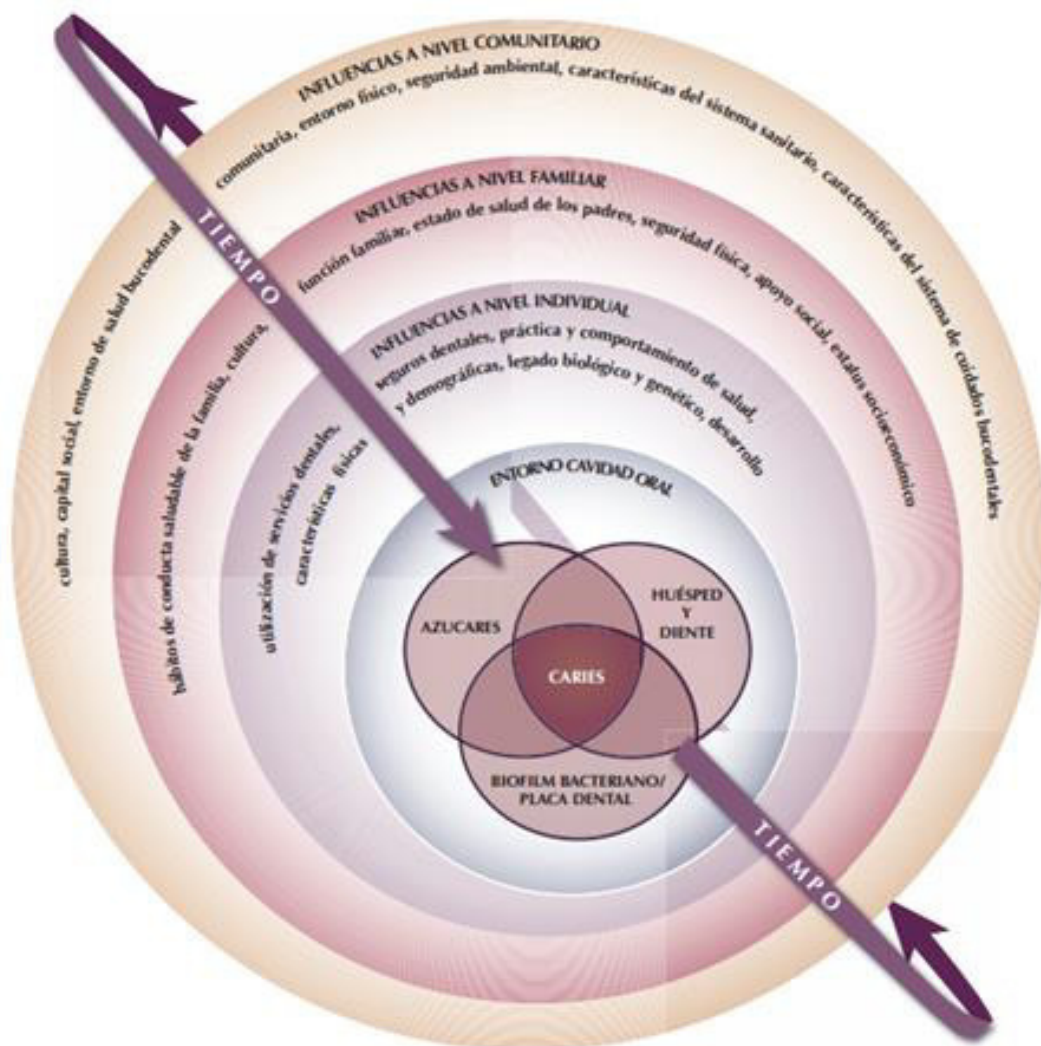 INFLUENCIAS A NIVEL COMUNITARIO
cultura, capital social, entorno de salud bucodental comunitaria, entorno físico, seguridad ambiental, características del sistema sanitario, características del sistema de cuidados bucodentales
INFLUENCIAS A NIVEL FAMILIAR
hábitos de conducta saludable de la familia, cultura, función familiar, estado de salud de los padres, seguridad física, apoyo social, estatus socioeconómico
INFLUENCIAS A NIVEL INDIVIDUAL
utilización de servicios dentales, seguros dentales, práctica y comportamiento de salud,
características físicas y demográficas, legado biológico y genético, desarrollo
ENTORNO CAVIDAD ORAL
TIEMPO
AZUCARES
HUÉSPED
Y
DIENTE
CARIES
BIOFILM BACTERIANO/
PLACA DENTAL
TIEMPO